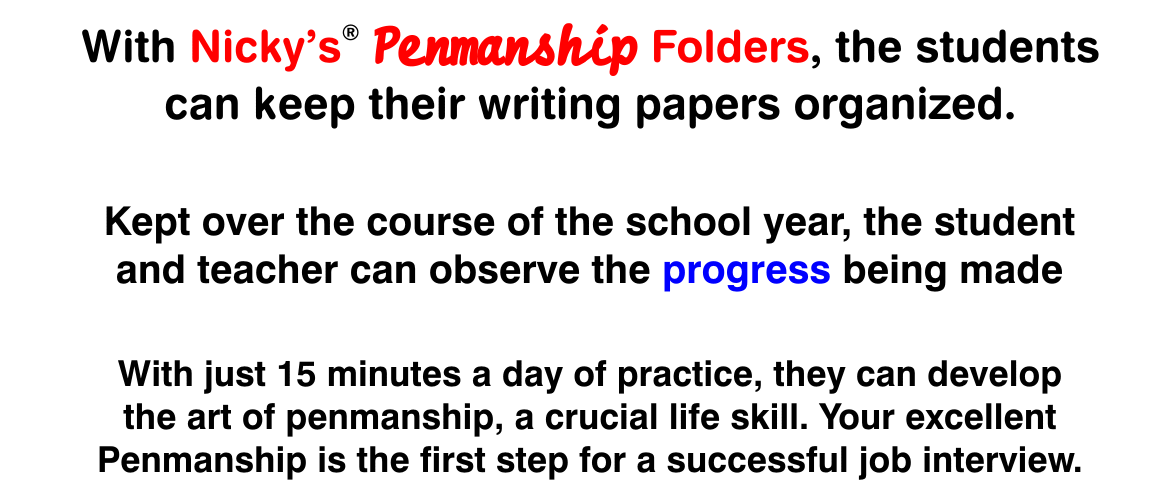 With Nicky’s® Penmanship Folders, the students
can keep their writing papers organized.
Kept over the course of the school year, the student
and teacher can observe the progress being made
With just 15 minutes a day of practice, they can develop
the art of penmanship, a crucial life skill. Your excellent
Penmanship is the first step for a successful job interview.